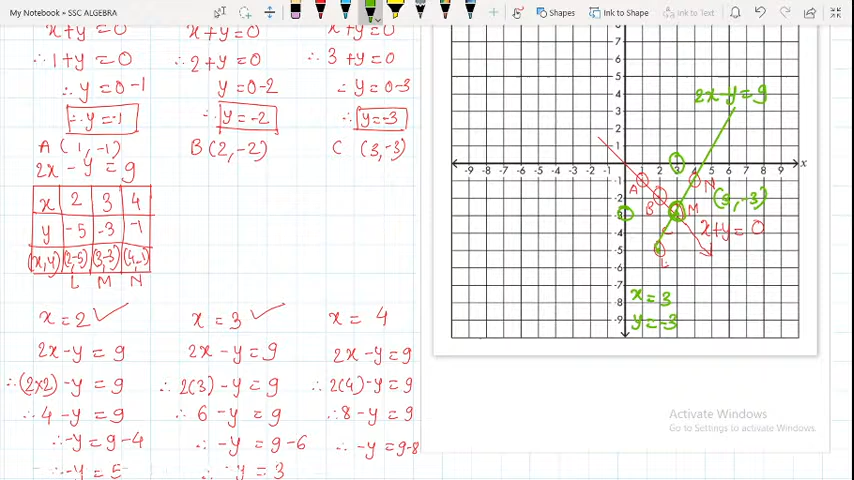 My Notebook » SSC ALGEBRA
Shapes
Ink to Shape
Ink to Text
x+y=0
x+y=0
x+y=0
∴1+y=0
∴2+y=0
∴3+y=0
∴y=0-1
y=0-2
∴y=0-3
∴y=-1
∴y=-2
∴y=-3
A(1,-1)
B(2,-2)
C(3,-3)
2x-y=9
x 2 3 4
y -5 -3 -1
(x,y) (2,-5) (3,-3) (4,-1)
L M N
x=2 ✓
x=3 ✓
x=4
2x-y=9
2x-y=9
2x-y=9
∴(2×2)-y=9
∴2(3)-y=9
∴2(4)-y=9
∴4-y=9
∴6-y=9
∴8-y=9
∴-y=9-4
∴-y=9-6
∴-y=9-8
∴-y=5
∴-y=3
7
6
5
4
3
2
1
2x-y=9
-9 -8 -7 -6 -5 -4 -3 -2 -1 1 2 3 4 5 6 7 8 9 x
-1
-2
-3
-4
-5
-6
-7
-8
-9
A
B
C
N
M
L
(9,-3)
x+y=0
x=3
y=-3
Activate Windows
Go to Settings to activate Windows.